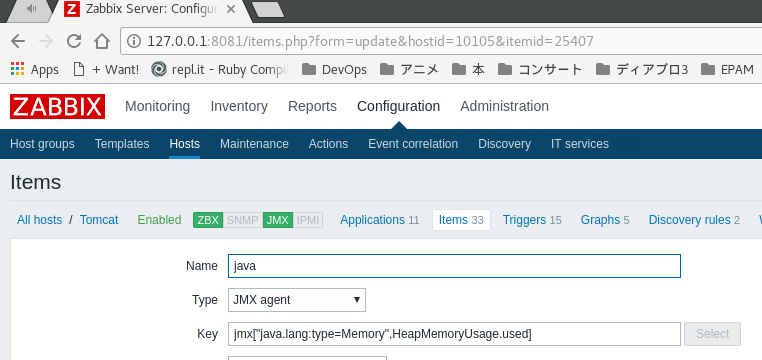 Zabbix Server: Configur
127.0.0.1:8081/items.php?form=update&hostid=10105&itemid=25407
Apps + Want! repl.it - Ruby Compi DevOps アニメ 本 コンサート ディアブロ3 EPAM
ZABBIX Monitoring Inventory Reports Configuration Administration
Host groups Templates Hosts Maintenance Actions Event correlation Discovery IT services
Items
All hosts / Tomcat Enabled ZBX SNMP JMX IPMI Applications 11 Items 33 Triggers 15 Graphs 5 Discovery rules 2
Name java
Type JMX agent
Key jmx["java.lang:type=Memory",HeapMemoryUsage.used] Select